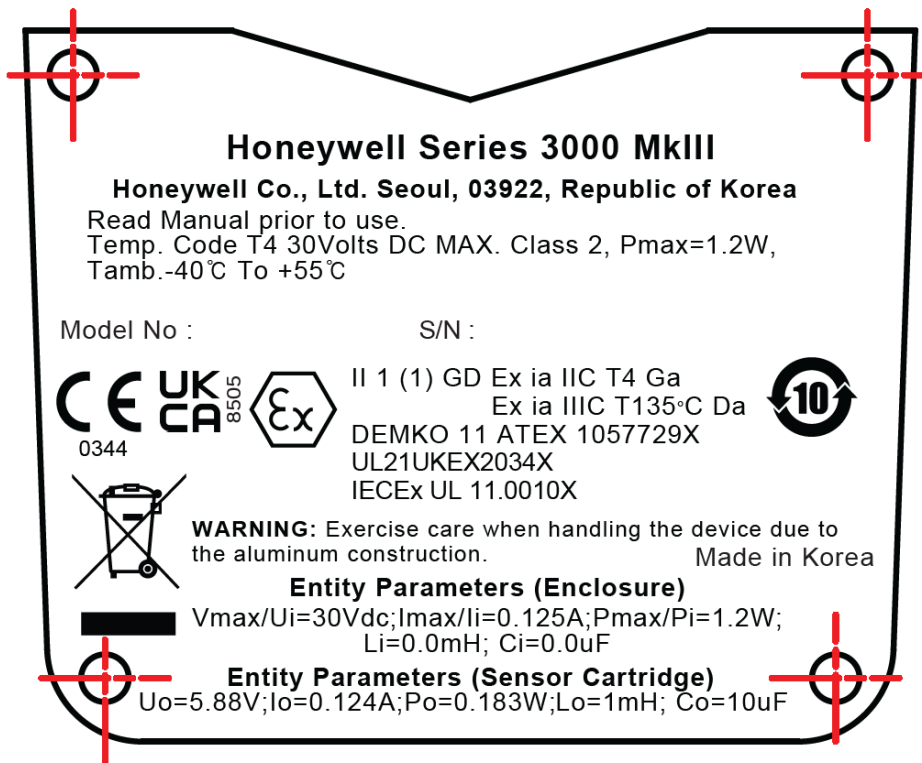 Honeywell Series 3000 MkIII
Honeywell Co., Ltd. Seoul, 03922, Republic of Korea
Read Manual prior to use.
Temp. Code T4 30Volts DC MAX. Class 2, Pmax=1.2W,
Tamb.-40℃ To +55℃
Model No :
S/N :
CE
0344
UK
CA
8505
Ex
II 1 (1) GD Ex ia IIC T4 Ga
Ex ia IIIC T135°C Da
DEMKO 11 ATEX 1057729X
UL21UKEX2034X
IECEx UL 11.0010X
10
WARNING: Exercise care when handling the device due to
the aluminum construction.
Made in Korea
Entity Parameters (Enclosure)
Vmax/Ui=30Vdc;Imax/Ii=0.125A;Pmax/Pi=1.2W;
Li=0.0mH; Ci=0.0uF
Entity Parameters (Sensor Cartridge)
Uo=5.88V;Io=0.124A;Po=0.183W;Lo=1mH; Co=10uF